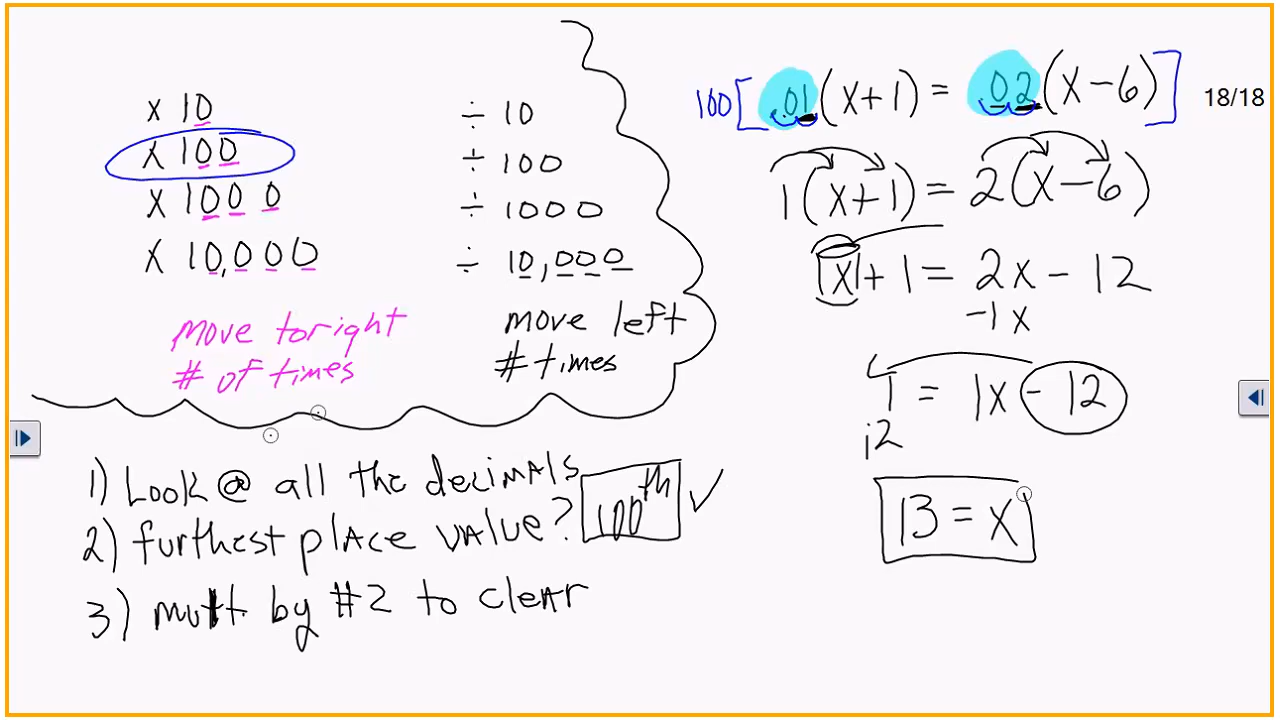 x 10
x 100
x 1000
x 10,000
move to right
# of times
÷ 10
÷ 100
÷ 1000
÷ 10,000
move left
# times
1) Look @ all the decimals
2) furthest place value? 100th ✓
3) mult by #2 to clear
100[.01(x+1) = .02(x-6)]
18/18
1(x+1) = 2(x-6)
1x + 1 = 2x - 12
-1x
1 = 1x - 12
12
13 = x